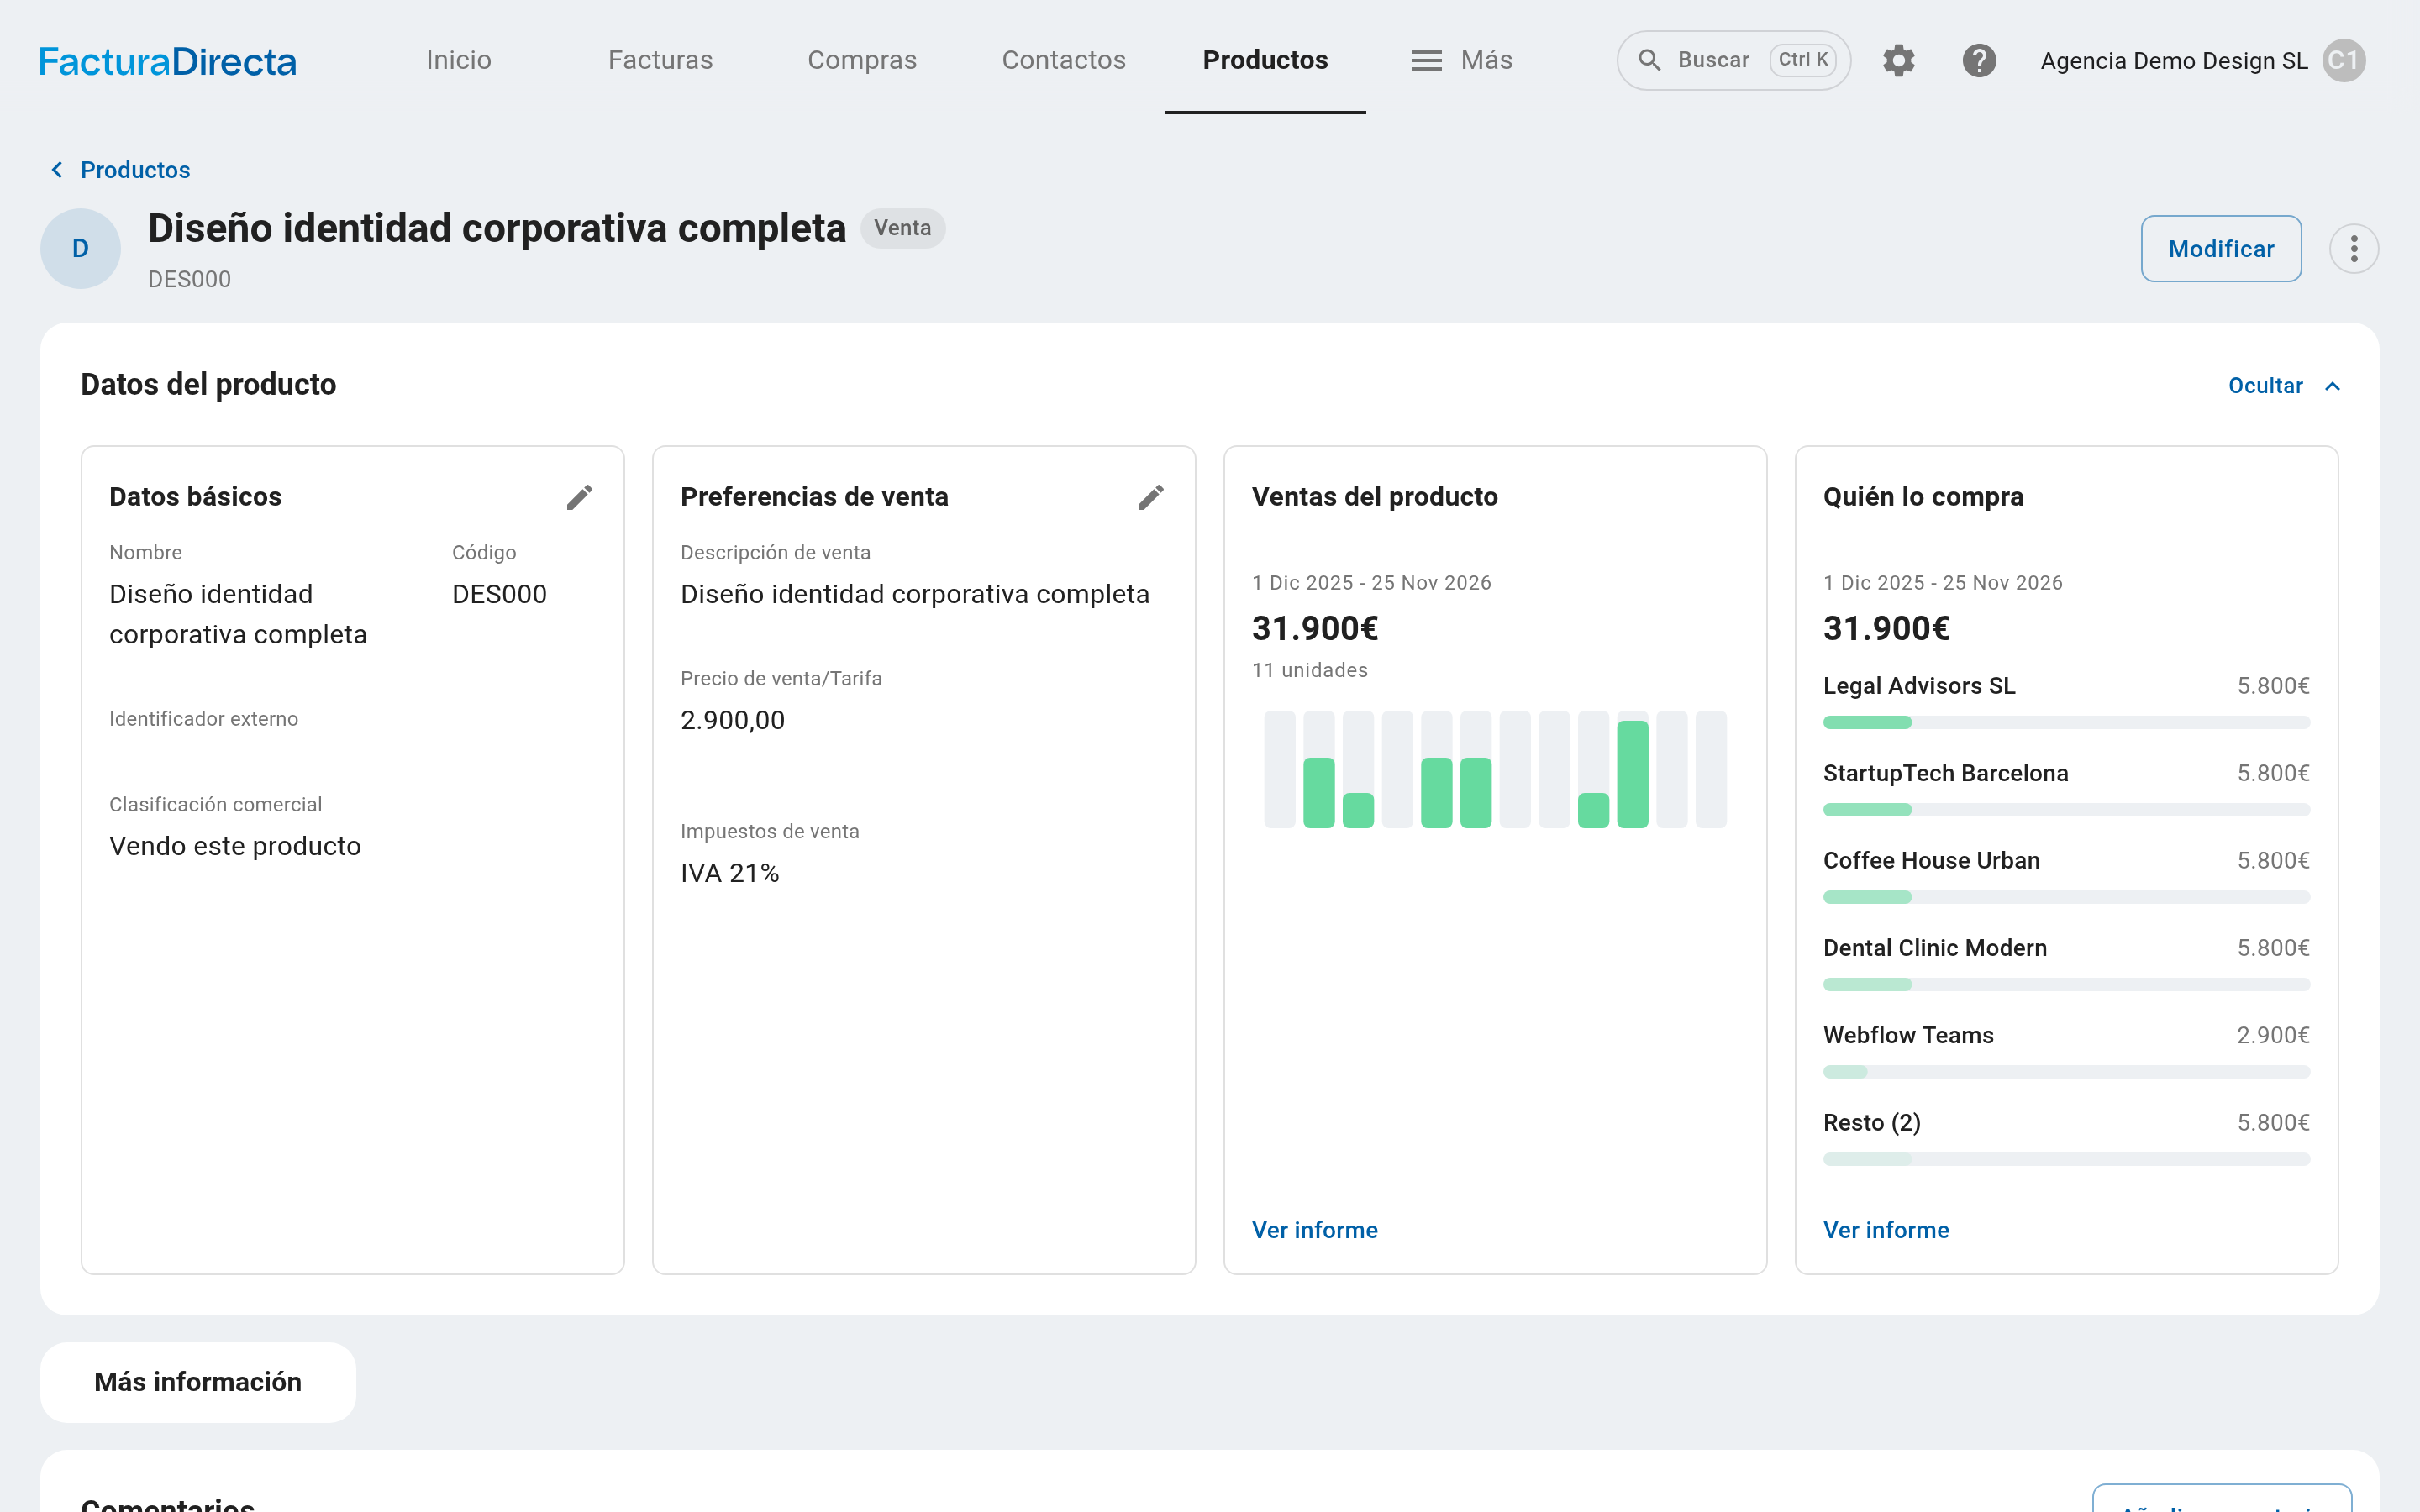 FacturaDirecta
Inicio
Facturas
Compras
Contactos
Productos
Más
Buscar
Ctrl K
?
Agencia Demo Design SL
C1
Productos
D
Diseño identidad corporativa completa
Venta
DES000
Modificar
Datos del producto
Ocultar
Datos básicos
Nombre
Código
Diseño identidad
corporativa completa
DES000
Identificador externo
Clasificación comercial
Vendo este producto
Preferencias de venta
Descripción de venta
Diseño identidad corporativa completa
Precio de venta/Tarifa
2.900,00
Impuestos de venta
IVA 21%
Ventas del producto
1 Dic 2025 - 25 Nov 2026
31.900€
11 unidades
Ver informe
Quién lo compra
1 Dic 2025 - 25 Nov 2026
31.900€
Legal Advisors SL 5.800€
StartupTech Barcelona 5.800€
Coffee House Urban 5.800€
Dental Clinic Modern 5.800€
Webflow Teams 2.900€
Resto (2) 5.800€
Ver informe
Más información
Comentarios